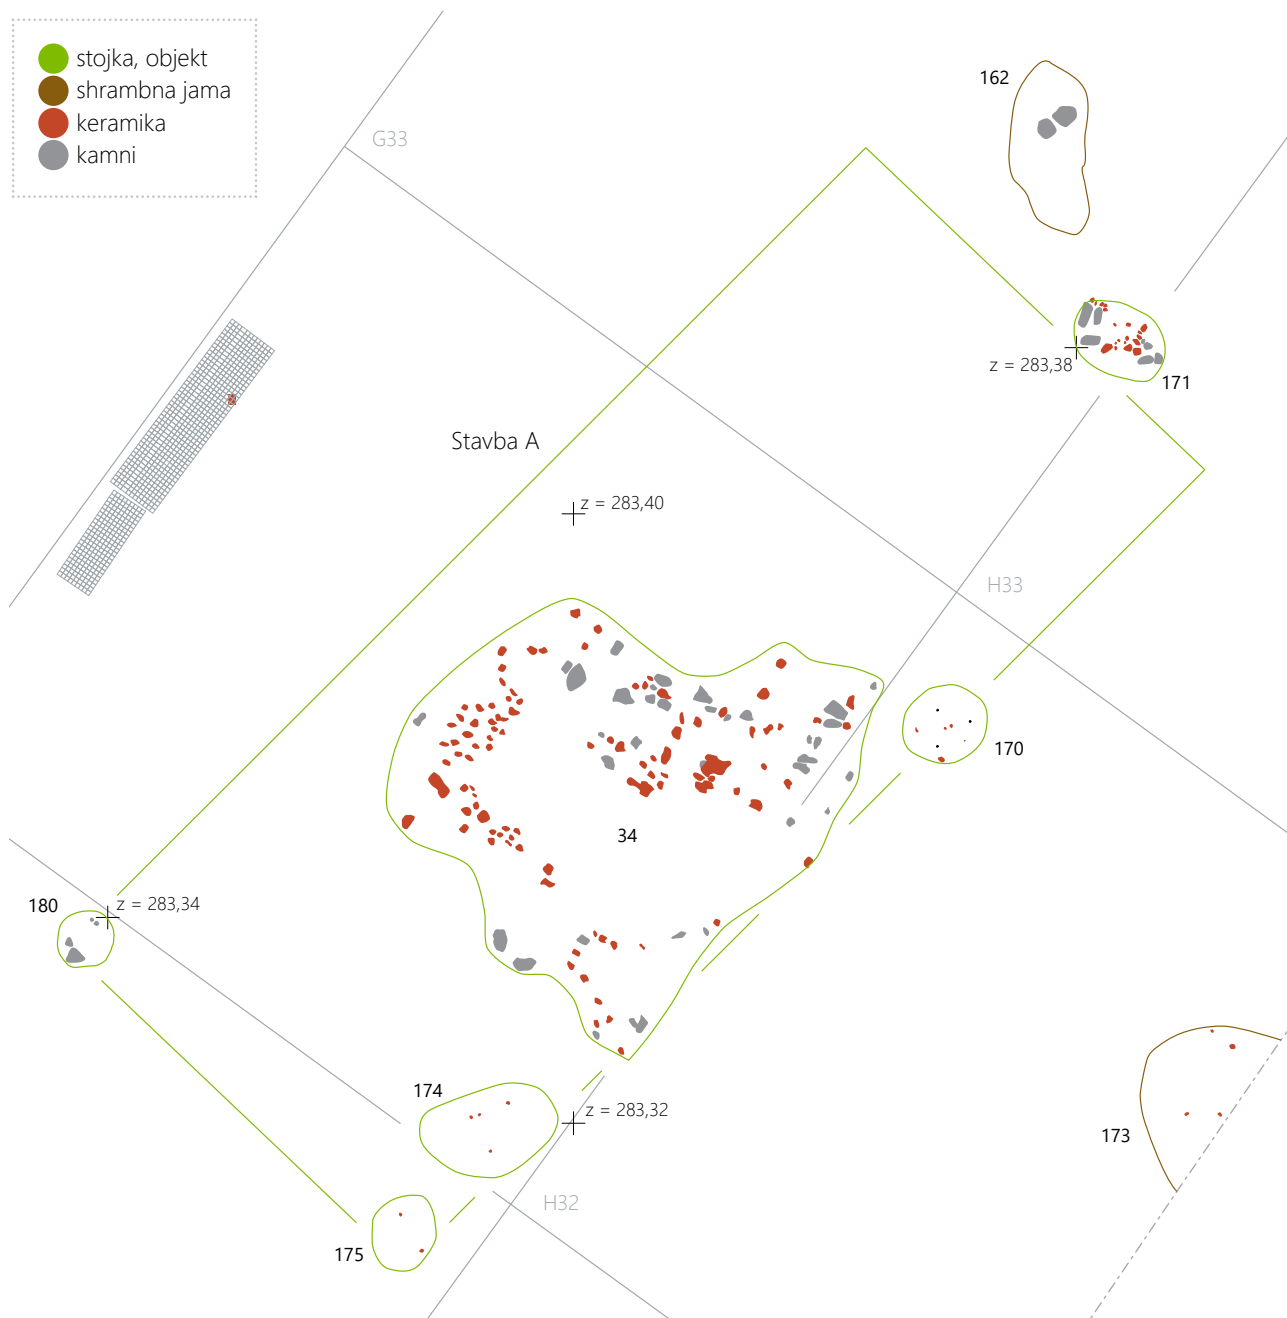 stojka, objekt
shrambna jama
keramika
kamni
G33
162
z = 283,38
171
Stavba A
z = 283,40
H33
170
34
180
z = 283,34
174
z = 283,32
173
H32
175